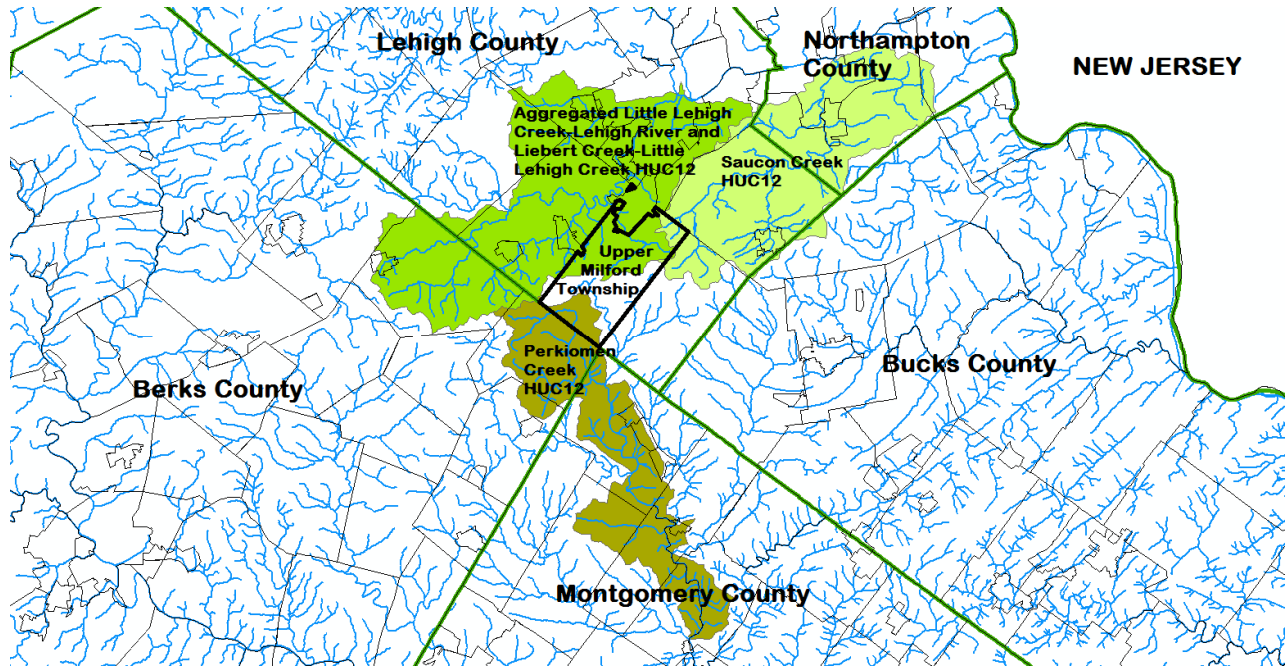 Lehigh County
Northampton
County
NEW JERSEY
Aggregated Little Lehigh
Creek-Lehigh River and
Liebert Creek-Little
Lehigh Creek HUC12
Saucon Creek
HUC12
Upper
Milford
Township
Perkiomen
Creek
HUC12
Berks County
Bucks County
Montgomery County